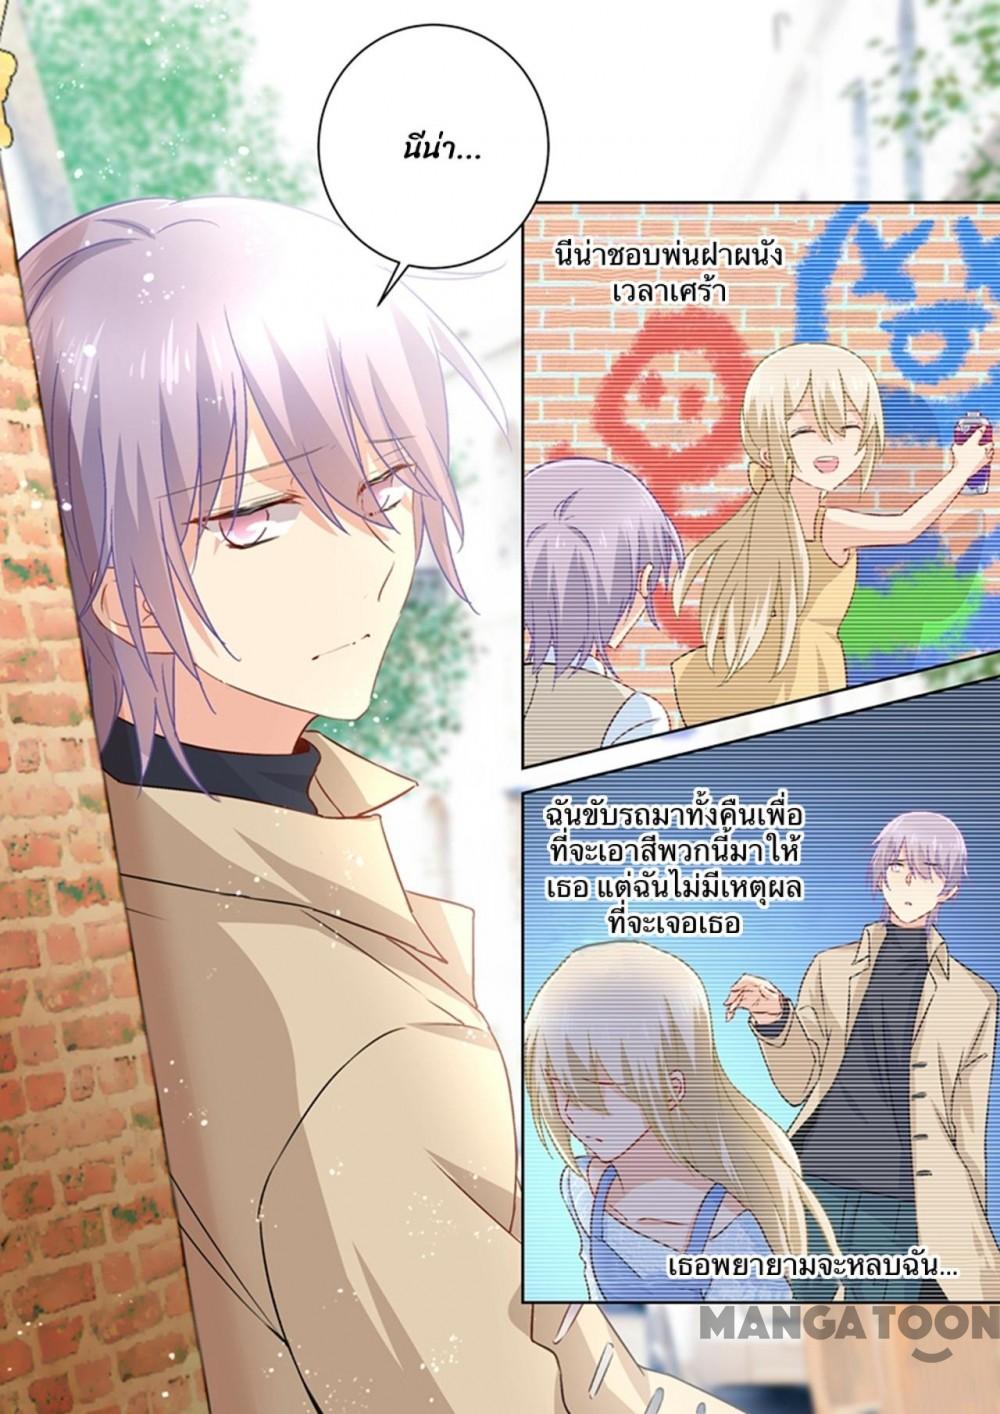 นีน่า...
นีน่าชอบพ่นฝาผนัง
เวลาเศร้า
ฉันขับรถมาทั้งคืนเพื่อ
ที่จะเอาสีพวกนี้มาให้
เธอ แต่ฉันไม่มีเหตุผล
ที่จะเจอเธอ
เธอพยายามจะหลบฉัน...
MANGATOON